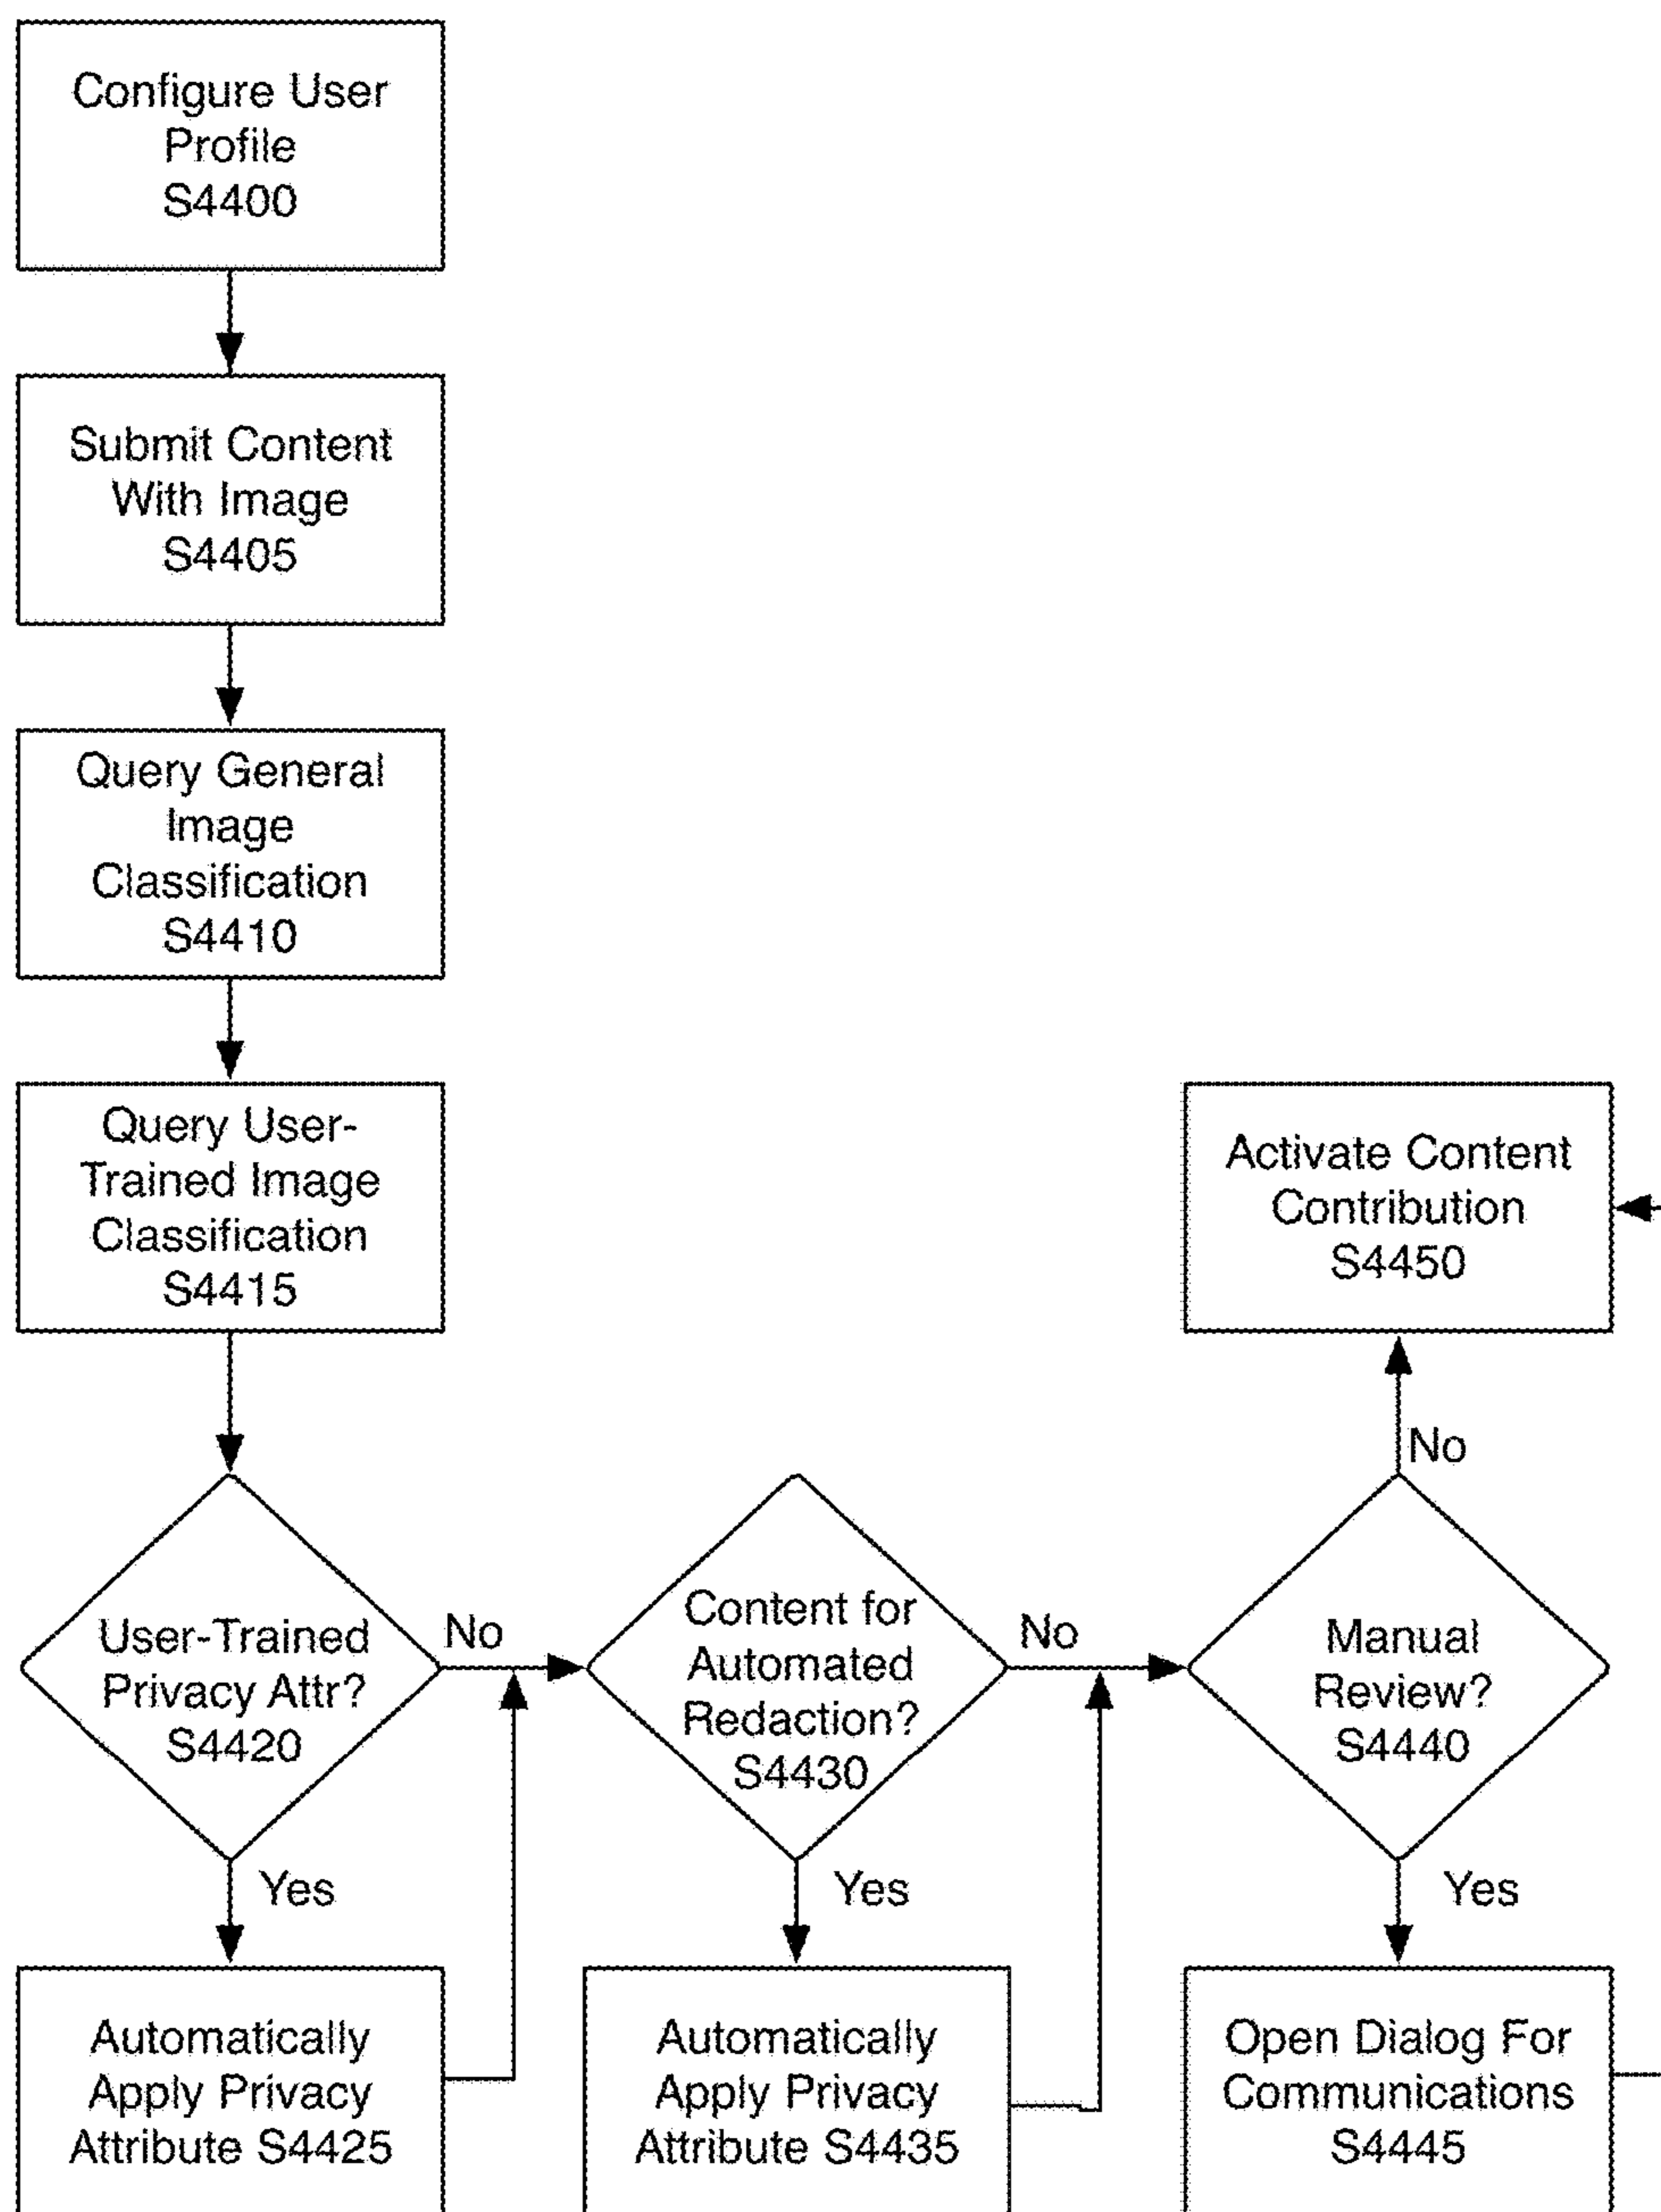 Configure User
Profile
S4400
Submit Content
With Image
S4405
Query General
Image
Classification
S4410
Query User-
Trained Image
Classification
S4415
Activate Content
Contribution
S4450
No
User-Trained
Privacy Attr?
S4420
No
Content for
Automated
Redaction?
S4430
No
Manual
Review?
S4440
Yes
Yes
Yes
Automatically
Apply Privacy
Attribute S4425
Automatically
Apply Privacy
Attribute S4435
Open Dialog For
Communications
S4445